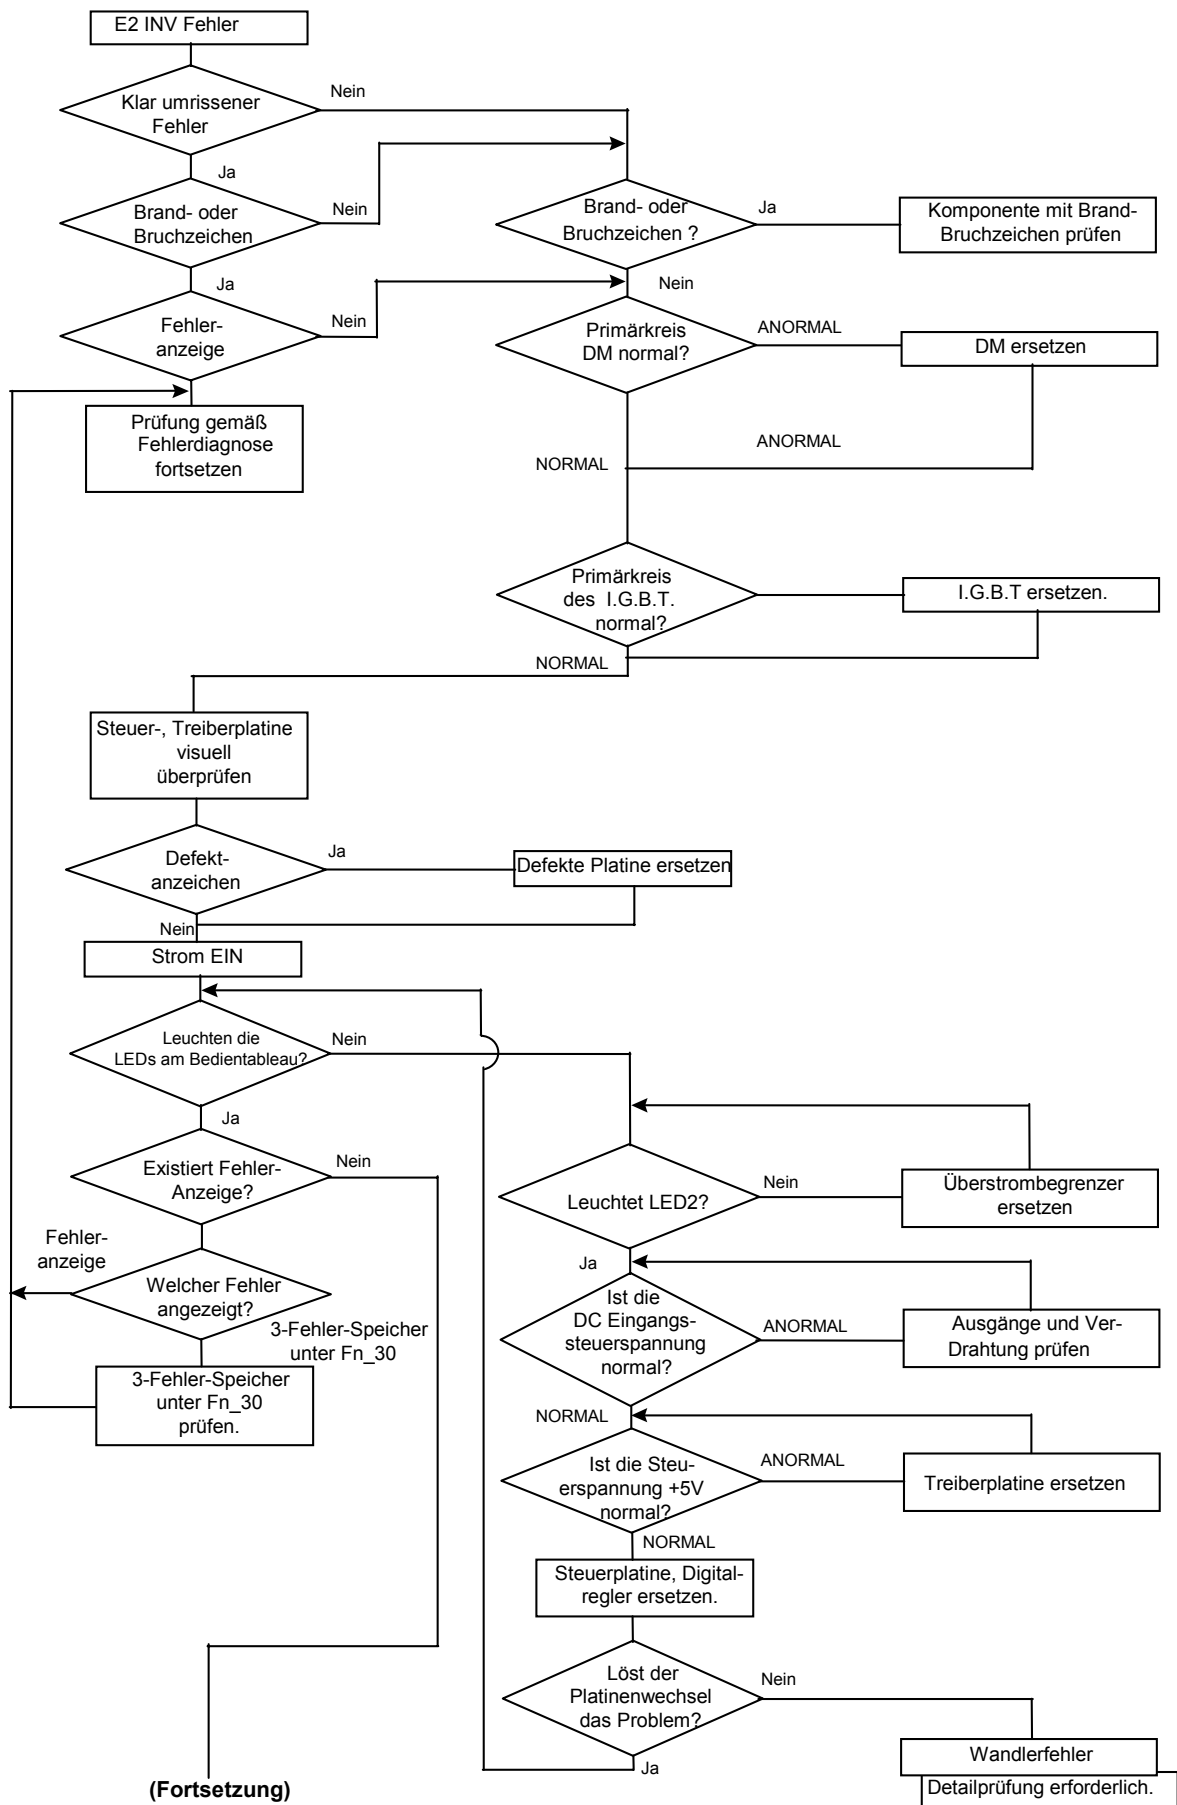 E2 INV Fehler
Klar umrissener
Fehler
Nein
Ja
Brand- oder
Bruchzeichen
Nein
Ja
Fehler-
anzeige
Nein
Prüfung gemäß
Fehlerdiagnose
fortsetzen
Brand- oder
Bruchzeichen ?
Ja
Komponente mit Brand-
Bruchzeichen prüfen
Nein
Primärkreis
DM normal?
ANORMAL
DM ersetzen
ANORMAL
NORMAL
Primärkreis
des I.G.B.T.
normal?
I.G.B.T ersetzen.
NORMAL
Steuer-, Treiberplatine
visuell
überprüfen
Defekt-
anzeichen
Ja
Defekte Platine ersetzen
Nein
Strom EIN
Leuchten die
LEDs am Bedientableau?
Nein
Ja
Existiert Fehler-
Anzeige?
Nein
Fehler-
anzeige
Welcher Fehler
angezeigt?
3-Fehler-Speicher
unter Fn_30
3-Fehler-Speicher
unter Fn_30
prüfen.
Leuchtet LED2?
Nein
Überstrombegrenzer
ersetzen
Ja
Ist die
DC Eingangs-
steuerspannung
normal?
ANORMAL
Ausgänge und Ver-
Drahtung prüfen
NORMAL
Ist die Steu-
erspannung +5V
normal?
ANORMAL
Treiberplatine ersetzen
NORMAL
Steuerplatine, Digital-
regler ersetzen.
Löst der
Platinenwechsel
das Problem?
Nein
Ja
Wandlerfehler
Detailprüfung erforderlich.
(Fortsetzung)